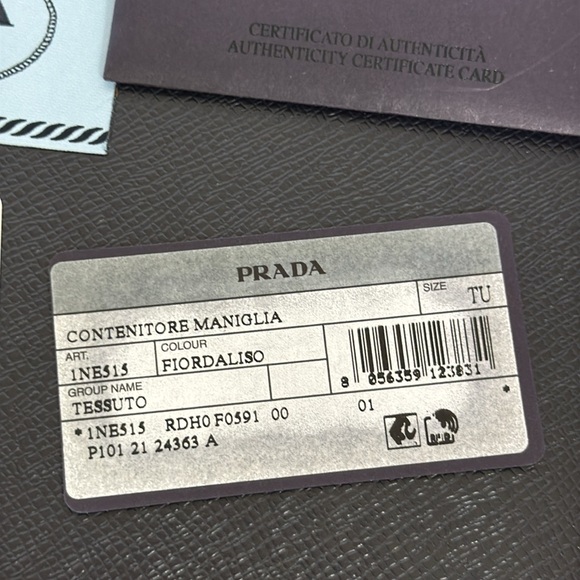 CERTIFICATO DI AUTENTICITÀ
AUTHENTICITY CERTIFICATE CARD
PRADA
SIZE
TU
CONTENITORE MANIGLIA
ART.
1NE515
COLOUR
FIORDALISO
GROUP NAME
TESSUTO
8 056359 123831
*1NE515 RDH0 F0591 00 01 *
P101 21 24363 A